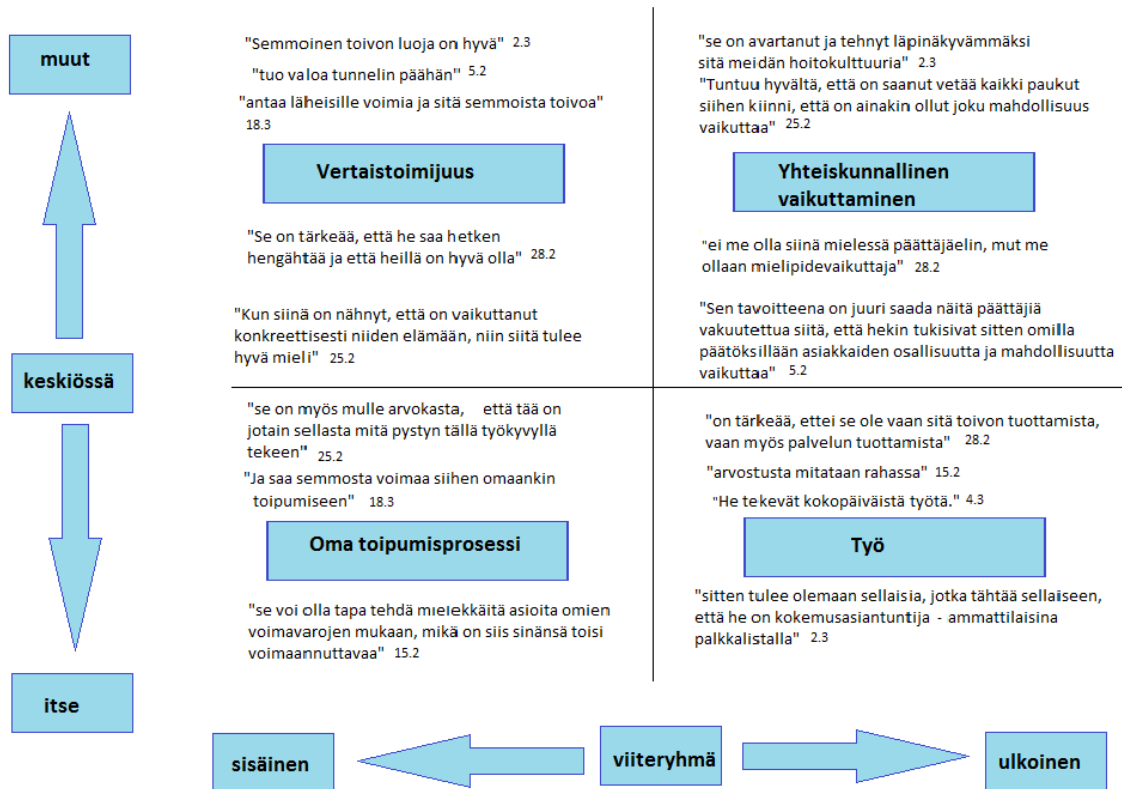 muut
"Semmoinen toivon luoja on hyvä" 2.3
"tuo valoa tunnelin päähän" 5.2
"antaa läheisille voimia ja sitä semmoista toivoa"
18.3
Vertaistoimijuus
"Se on tärkeää, että he saa hetken
hengähtää ja että heillä on hyvä olla" 28.2
"Kun siinä on nähnyt, että on vaikuttanut
konkreettisesti niiden elämään, niin siitä tulee
hyvä mieli" 25.2
"se on avartanut ja tehnyt läpinäkyvämmäksi
sitä meidän hoitokulttuuria" 2.3
"Tuntuu hyvältä, että on saanut vetää kaikki paukut
siihen kiinni, että on ainakin ollut joku mahdollisuus
vaikuttaa" 25.2
Yhteiskunnallinen
vaikuttaminen
"ei me olla siinä mielessä päättäjäelin, mut me
ollaan mielipidevaikuttaja" 28.2
"Sen tavoitteena on juuri saada näitä päättäjiä
vakuutettua siitä, että hekin tukisivat sitten omilla
päätöksillään asiakkaiden osallisuutta ja mahdollisuutta
vaikuttaa" 5.2
keskiössä
"se on myös mulle arvokasta, että tää on
jotain sellasta mitä pystyn tällä työkyvyllä
tekeen" 25.2
"Ja saa semmosta voimaa siihen omaankin
toipumiseen" 18.3
Oma toipumisprosessi
"se voi olla tapa tehdä mielekkäitä asioita omien
voimavarojen mukaan, mikä on siis sinänsä toisi
voimaannuttavaa" 15.2
"on tärkeää, ettei se ole vaan sitä toivon tuottamista,
vaan myös palvelun tuottamista" 28.2
"arvostusta mitataan rahassa" 15.2
"He tekevät kokopäiväistä työtä." 4.3
Työ
"sitten tulee olemaan sellaisia, jotka tähtää sellaiseen,
että he on kokemusasiantuntija - ammattilaisina
palkkalistalla" 2.3
itse
sisäinen
viiteryhmä
ulkoinen